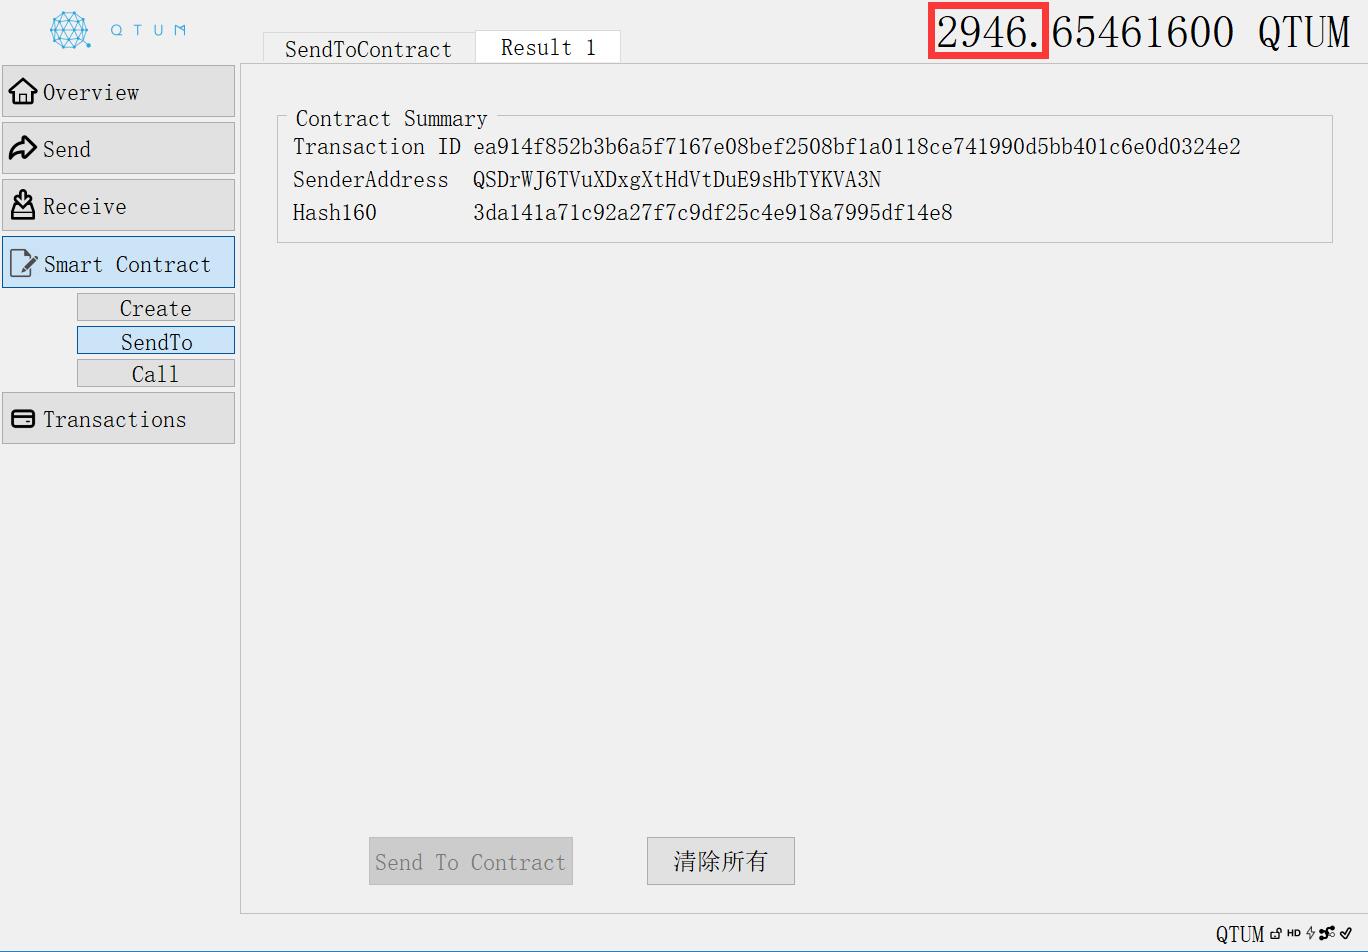 QTUM
SendToContract
Result 1
2946.65461600 QTUM
Overview
Send
Receive
Smart Contract
Create
SendTo
Call
Transactions
Contract Summary
Transaction ID ea914f852b3b6a5f7167e08bef2508bf1a0118ce741990d5bb401c6e0d0324e2
SenderAddress QSDrWJ6TVuXDxgXtHdVtDuE9sHbTYKVA3N
Hash160 3da141a71c92a27f7c9df25c4e918a7995df14e8
Send To Contract
清除所有
QTUM HD